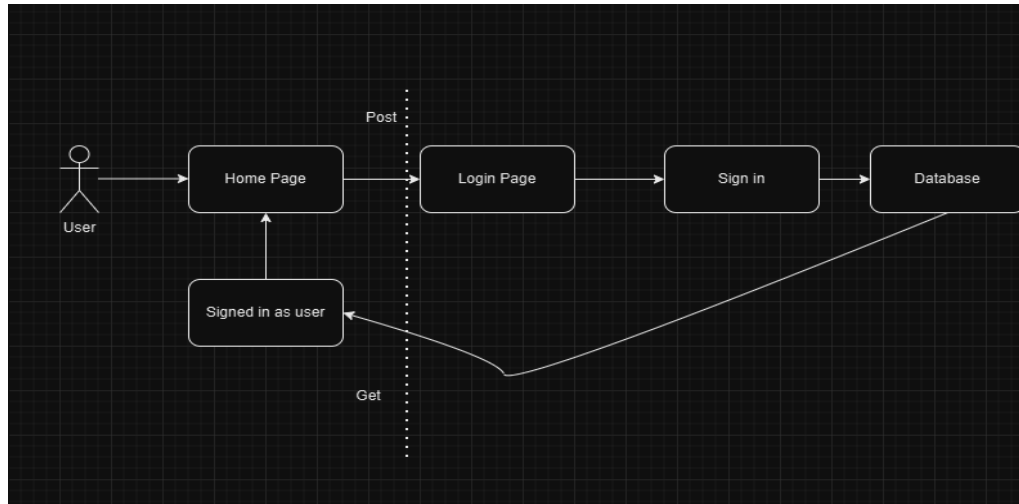 Post
Home Page
Login Page
Sign in
Database
User
Signed in as user
Get